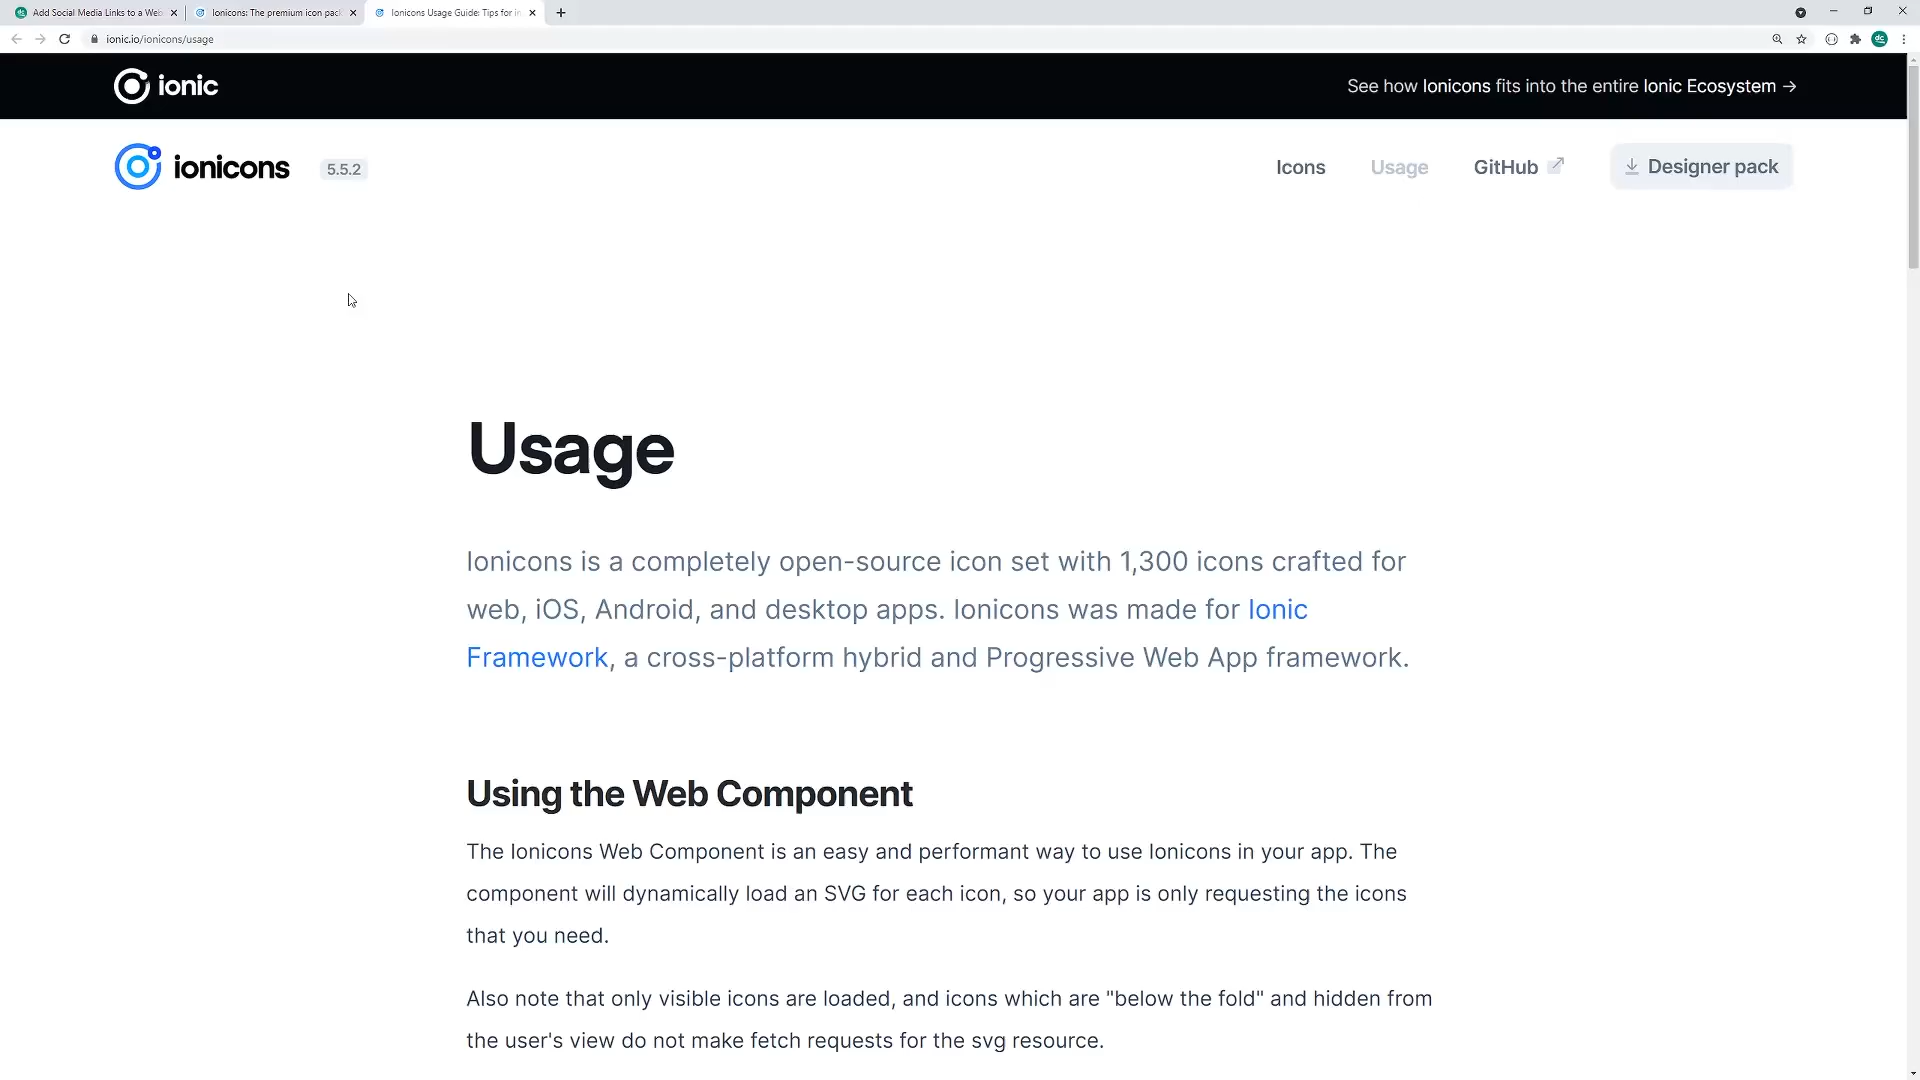 Add Social Media Links to a Web
Ionicons: The premium icon pack
Ionicons Usage Guide: Tips for in
ionic.io/ionicons/usage
dc
ionic
See how Ionicons fits into the entire Ionic Ecosystem →
ionicons
5.5.2
Icons
Usage
GitHub
Designer pack
Usage
Ionicons is a completely open-source icon set with 1,300 icons crafted for
web, iOS, Android, and desktop apps. Ionicons was made for Ionic
Framework, a cross-platform hybrid and Progressive Web App framework.
Using the Web Component
The Ionicons Web Component is an easy and performant way to use Ionicons in your app. The
component will dynamically load an SVG for each icon, so your app is only requesting the icons
that you need.
Also note that only visible icons are loaded, and icons which are "below the fold" and hidden from
the user's view do not make fetch requests for the svg resource.